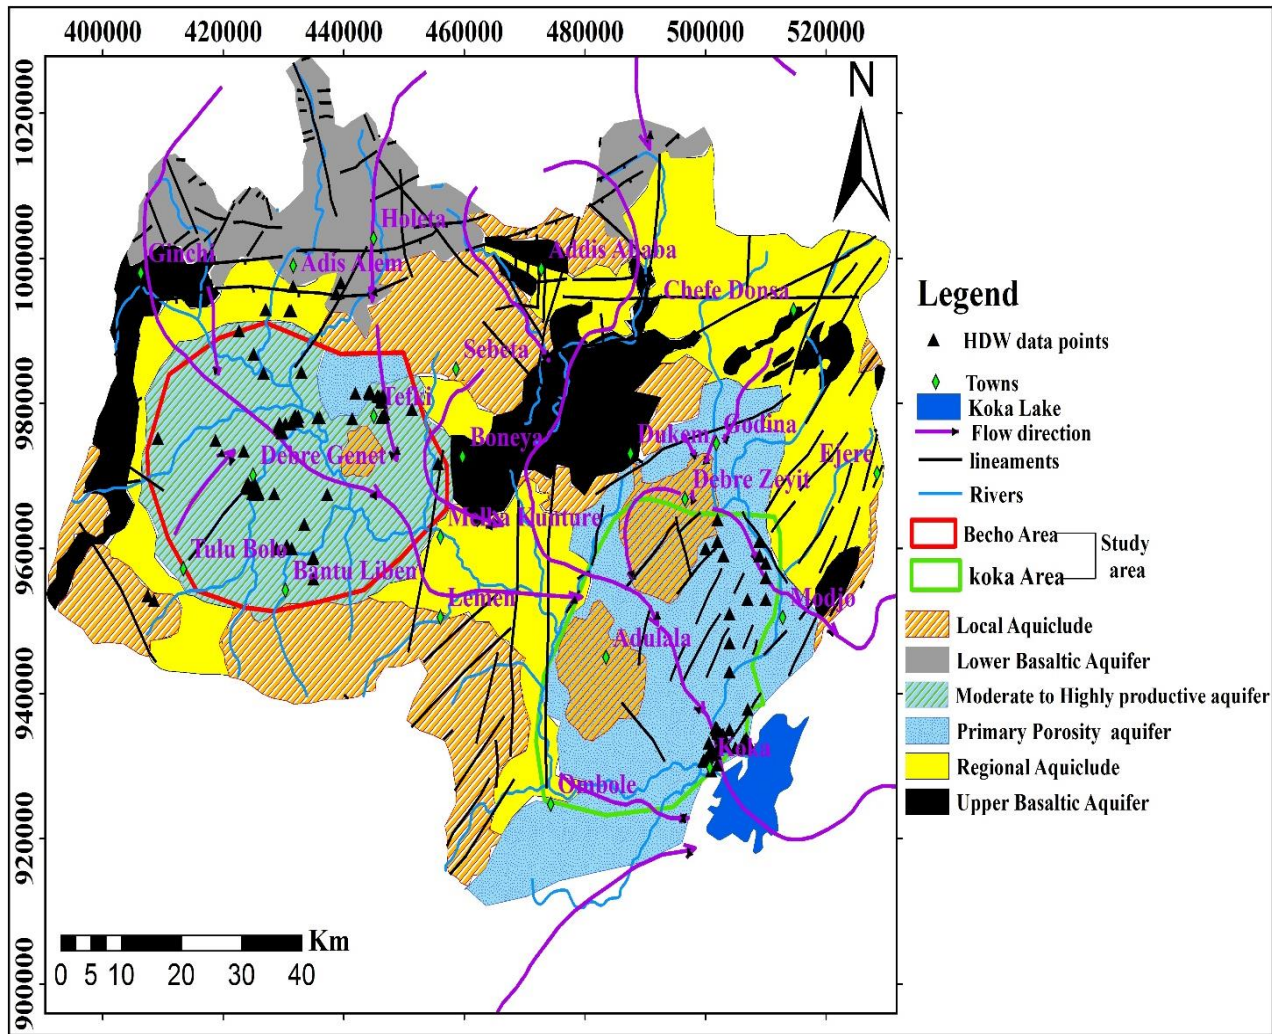 400000 420000 440000 460000 480000 500000 520000
1020000
1000000
980000
960000
940000
920000
900000
N
Holeta
Ginchi
Adis Alem
Addis Ababa
Chefe Donsa
Sebeta
Tefki
Boneya
Dukem
Godina
Ejere
Debre Genet
Debre Zeyit
Melka Kunture
Tulu Bolo
Bantu Liben
Lemen
Modjo
Adulala
Koka
Ombole
Km
0 5 10 20 30 40
Legend
HDW data points
Towns
Koka Lake
Flow direction
lineaments
Rivers
Becho Area
Study
area
koka Area
Local Aquiclude
Lower Basaltic Aquifer
Moderate to Highly productive aquifer
Primary Porosity aquifer
Regional Aquiclude
Upper Basaltic Aquifer